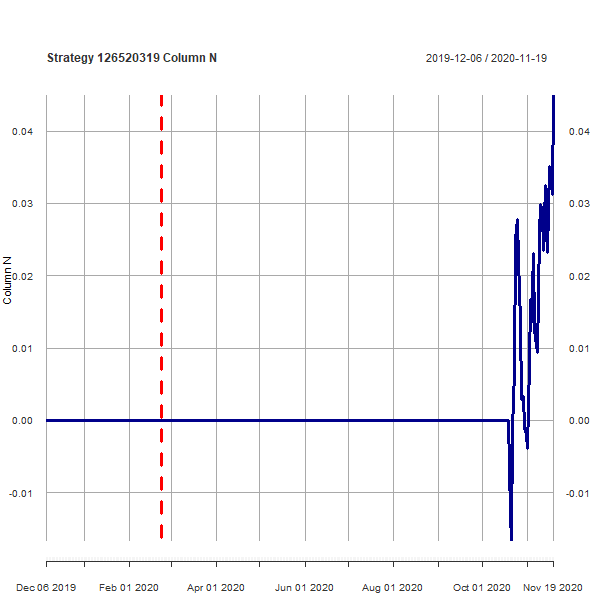 Strategy 126520319 Column N
2019-12-06 / 2020-11-19
0.04
0.04
0.03
0.03
0.02
0.02
Column N
0.01
0.01
0.00
0.00
-0.01
-0.01
Dec 06 2019
Feb 01 2020
Apr 01 2020
Jun 01 2020
Aug 01 2020
Oct 01 2020
Nov 19 2020